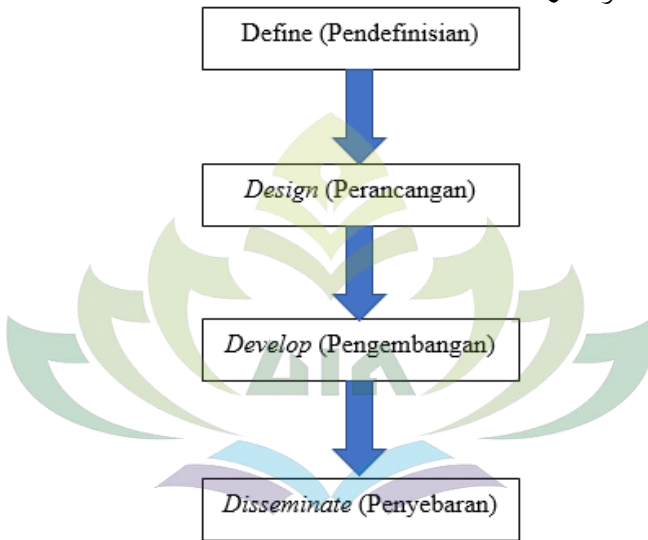 Define (Pendefinisian)
Design (Perancangan)
Develop (Pengembangan)
Disseminate (Penyebaran)